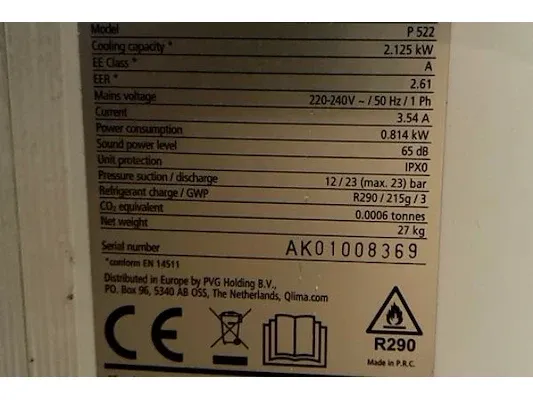 Model P 522
Cooling capacity * 2.125 kW
EE Class * A
EER * 2.61
Mains voltage 220-240V ~ / 50 Hz / 1 Ph
Current 3.54 A
Power consumption 0.814 kW
Sound power level 65 dB
Unit protection IPX0
Pressure suction / discharge 12 / 23 (max. 23) bar
Refrigerant charge / GWP R290 / 215g / 3
CO₂ equivalent 0.0006 tonnes
Net weight 27 kg
Serial number AK01008369
*conform EN 14511
Distributed in Europe by PVG Holding B.V.,
P.O. Box 96, 5340 AB OSS, The Netherlands, Qlima.com
CE
R290
Made in P.R.C.